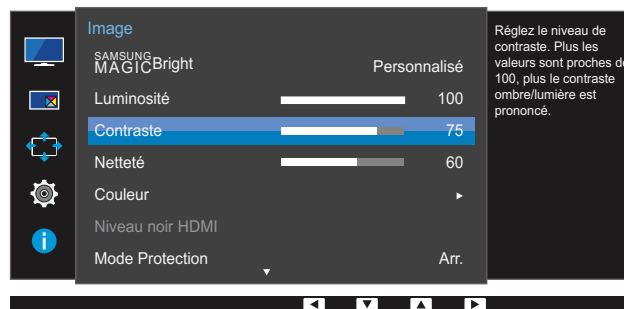 Image
SAMSUNG
MAGICBright Personnalisé
Luminosité 100
Contraste 75
Netteté 60
Couleur
Niveau noir HDMI
Mode Protection Arr.
Réglez le niveau de
contraste. Plus les
valeurs sont proches de
100, plus le contraste
ombre/lumière est
prononcé.